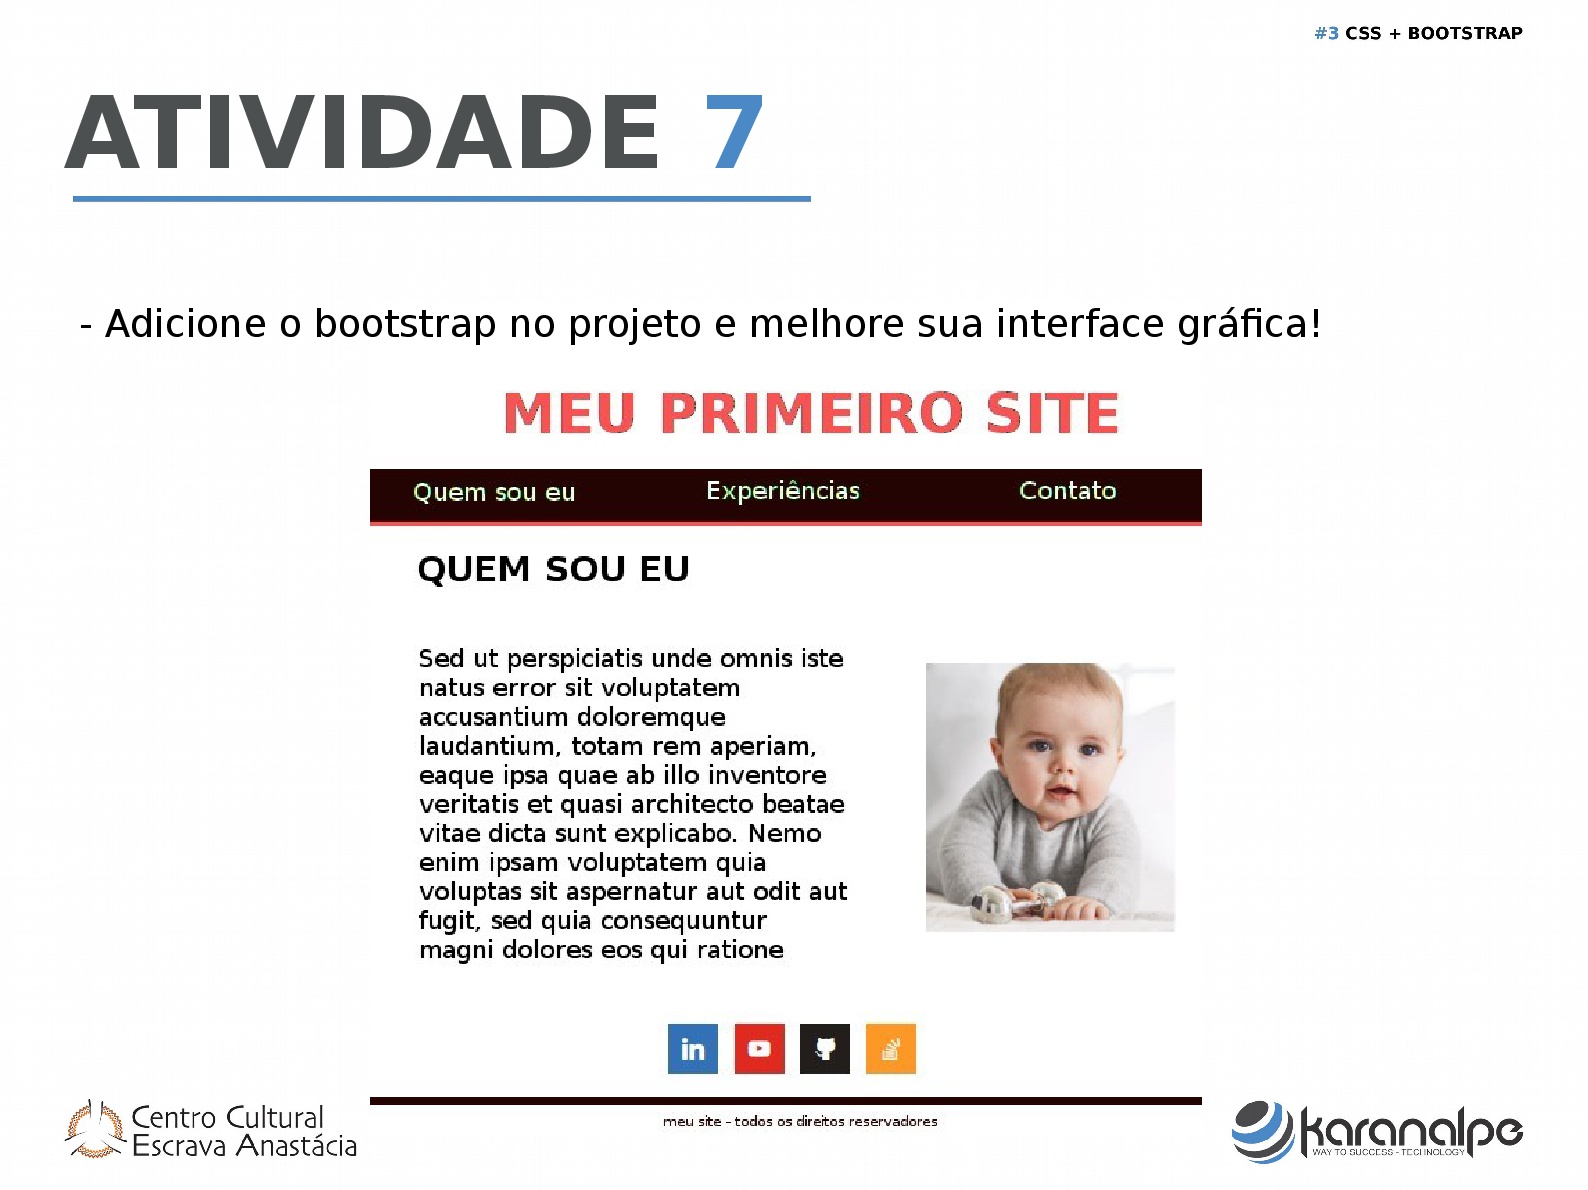 #3 CSS + BOOTSTRAP
ATIVIDADE 7
- Adicione o bootstrap no projeto e melhore sua interface gráfica!
MEU PRIMEIRO SITE
Quem sou eu Experiências Contato
QUEM SOU EU
Sed ut perspiciatis unde omnis iste
natus error sit voluptatem
accusantium doloremque
laudantium, totam rem aperiam,
eaque ipsa quae ab illo inventore
veritatis et quasi architecto beatae
vitae dicta sunt explicabo. Nemo
enim ipsam voluptatem quia
voluptas sit aspernatur aut odit aut
fugit, sed quia consequuntur
magni dolores eos qui ratione
in
meu site - todos os direitos reservadores
Centro Cultural
Escrava Anastácia
karanalpe
WAY TO SUCCESS - TECHNOLOGY